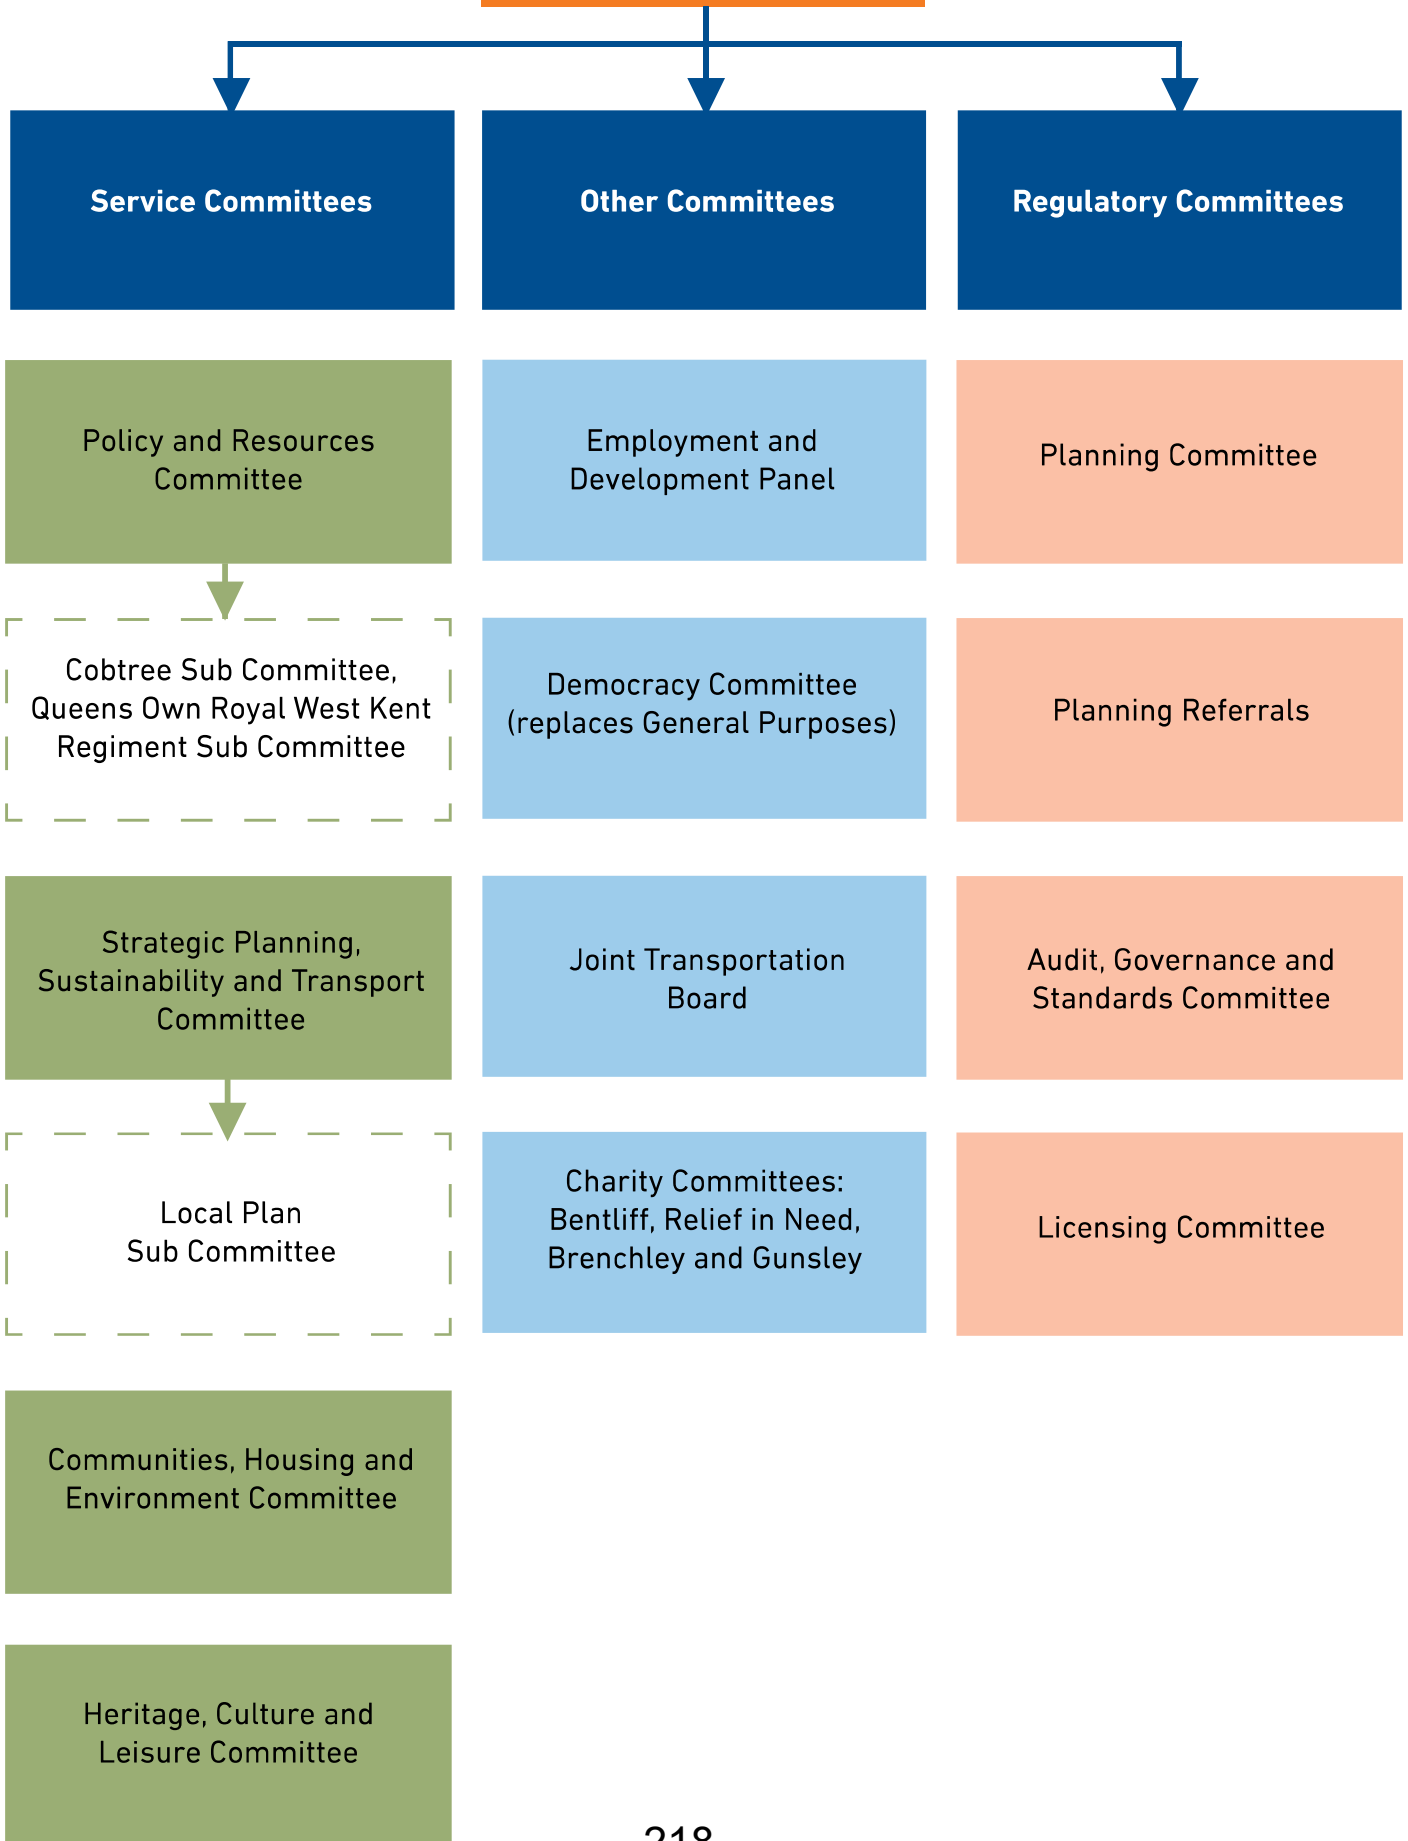 Service Committees
Other Committees
Regulatory Committees
Policy and Resources
Committee
Employment and
Development Panel
Planning Committee
Cobtree Sub Committee,
Queens Own Royal West Kent
Regiment Sub Committee
Democracy Committee
(replaces General Purposes)
Planning Referrals
Strategic Planning,
Sustainability and Transport
Committee
Joint Transportation
Board
Audit, Governance and
Standards Committee
Local Plan
Sub Committee
Charity Committees:
Bentliff, Relief in Need,
Brenchley and Gunsley
Licensing Committee
Communities, Housing and
Environment Committee
Heritage, Culture and
Leisure Committee
218